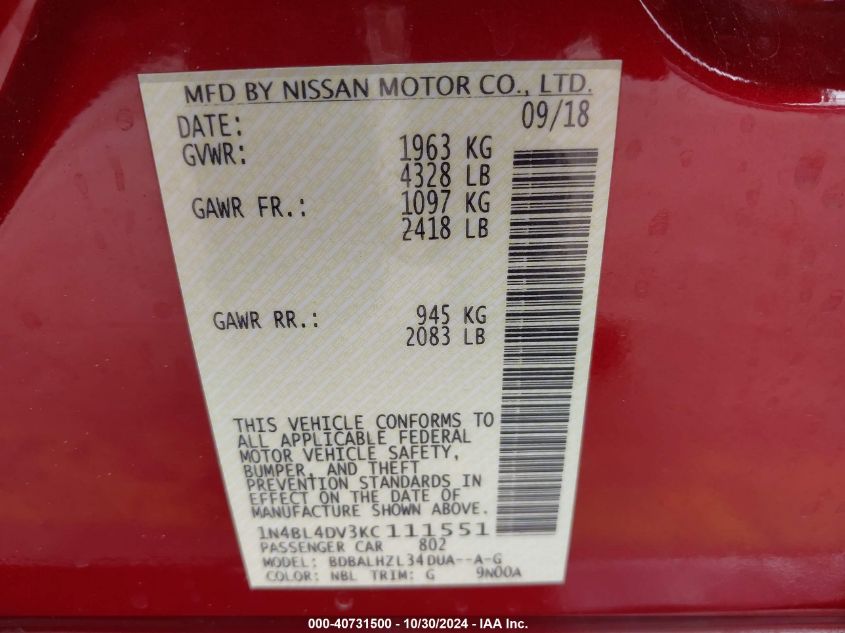 MFD BY NISSAN MOTOR CO., LTD.
DATE: 09/18
GVWR: 1963 KG
4328 LB
GAWR FR.: 1097 KG
2418 LB
GAWR RR.: 945 KG
2083 LB
THIS VEHICLE CONFORMS TO
ALL APPLICABLE FEDERAL
MOTOR VEHICLE SAFETY,
BUMPER, AND THEFT
PREVENTION STANDARDS IN
EFFECT ON THE DATE OF
MANUFACTURE SHOWN ABOVE.
1N4BL4DV3KC111551
PASSENGER CAR 802
MODEL: BDBALHZL34DUA--A-G
COLOR: NBL TRIM: G 9N00A
000-40731500 - 10/30/2024 - IAA Inc.